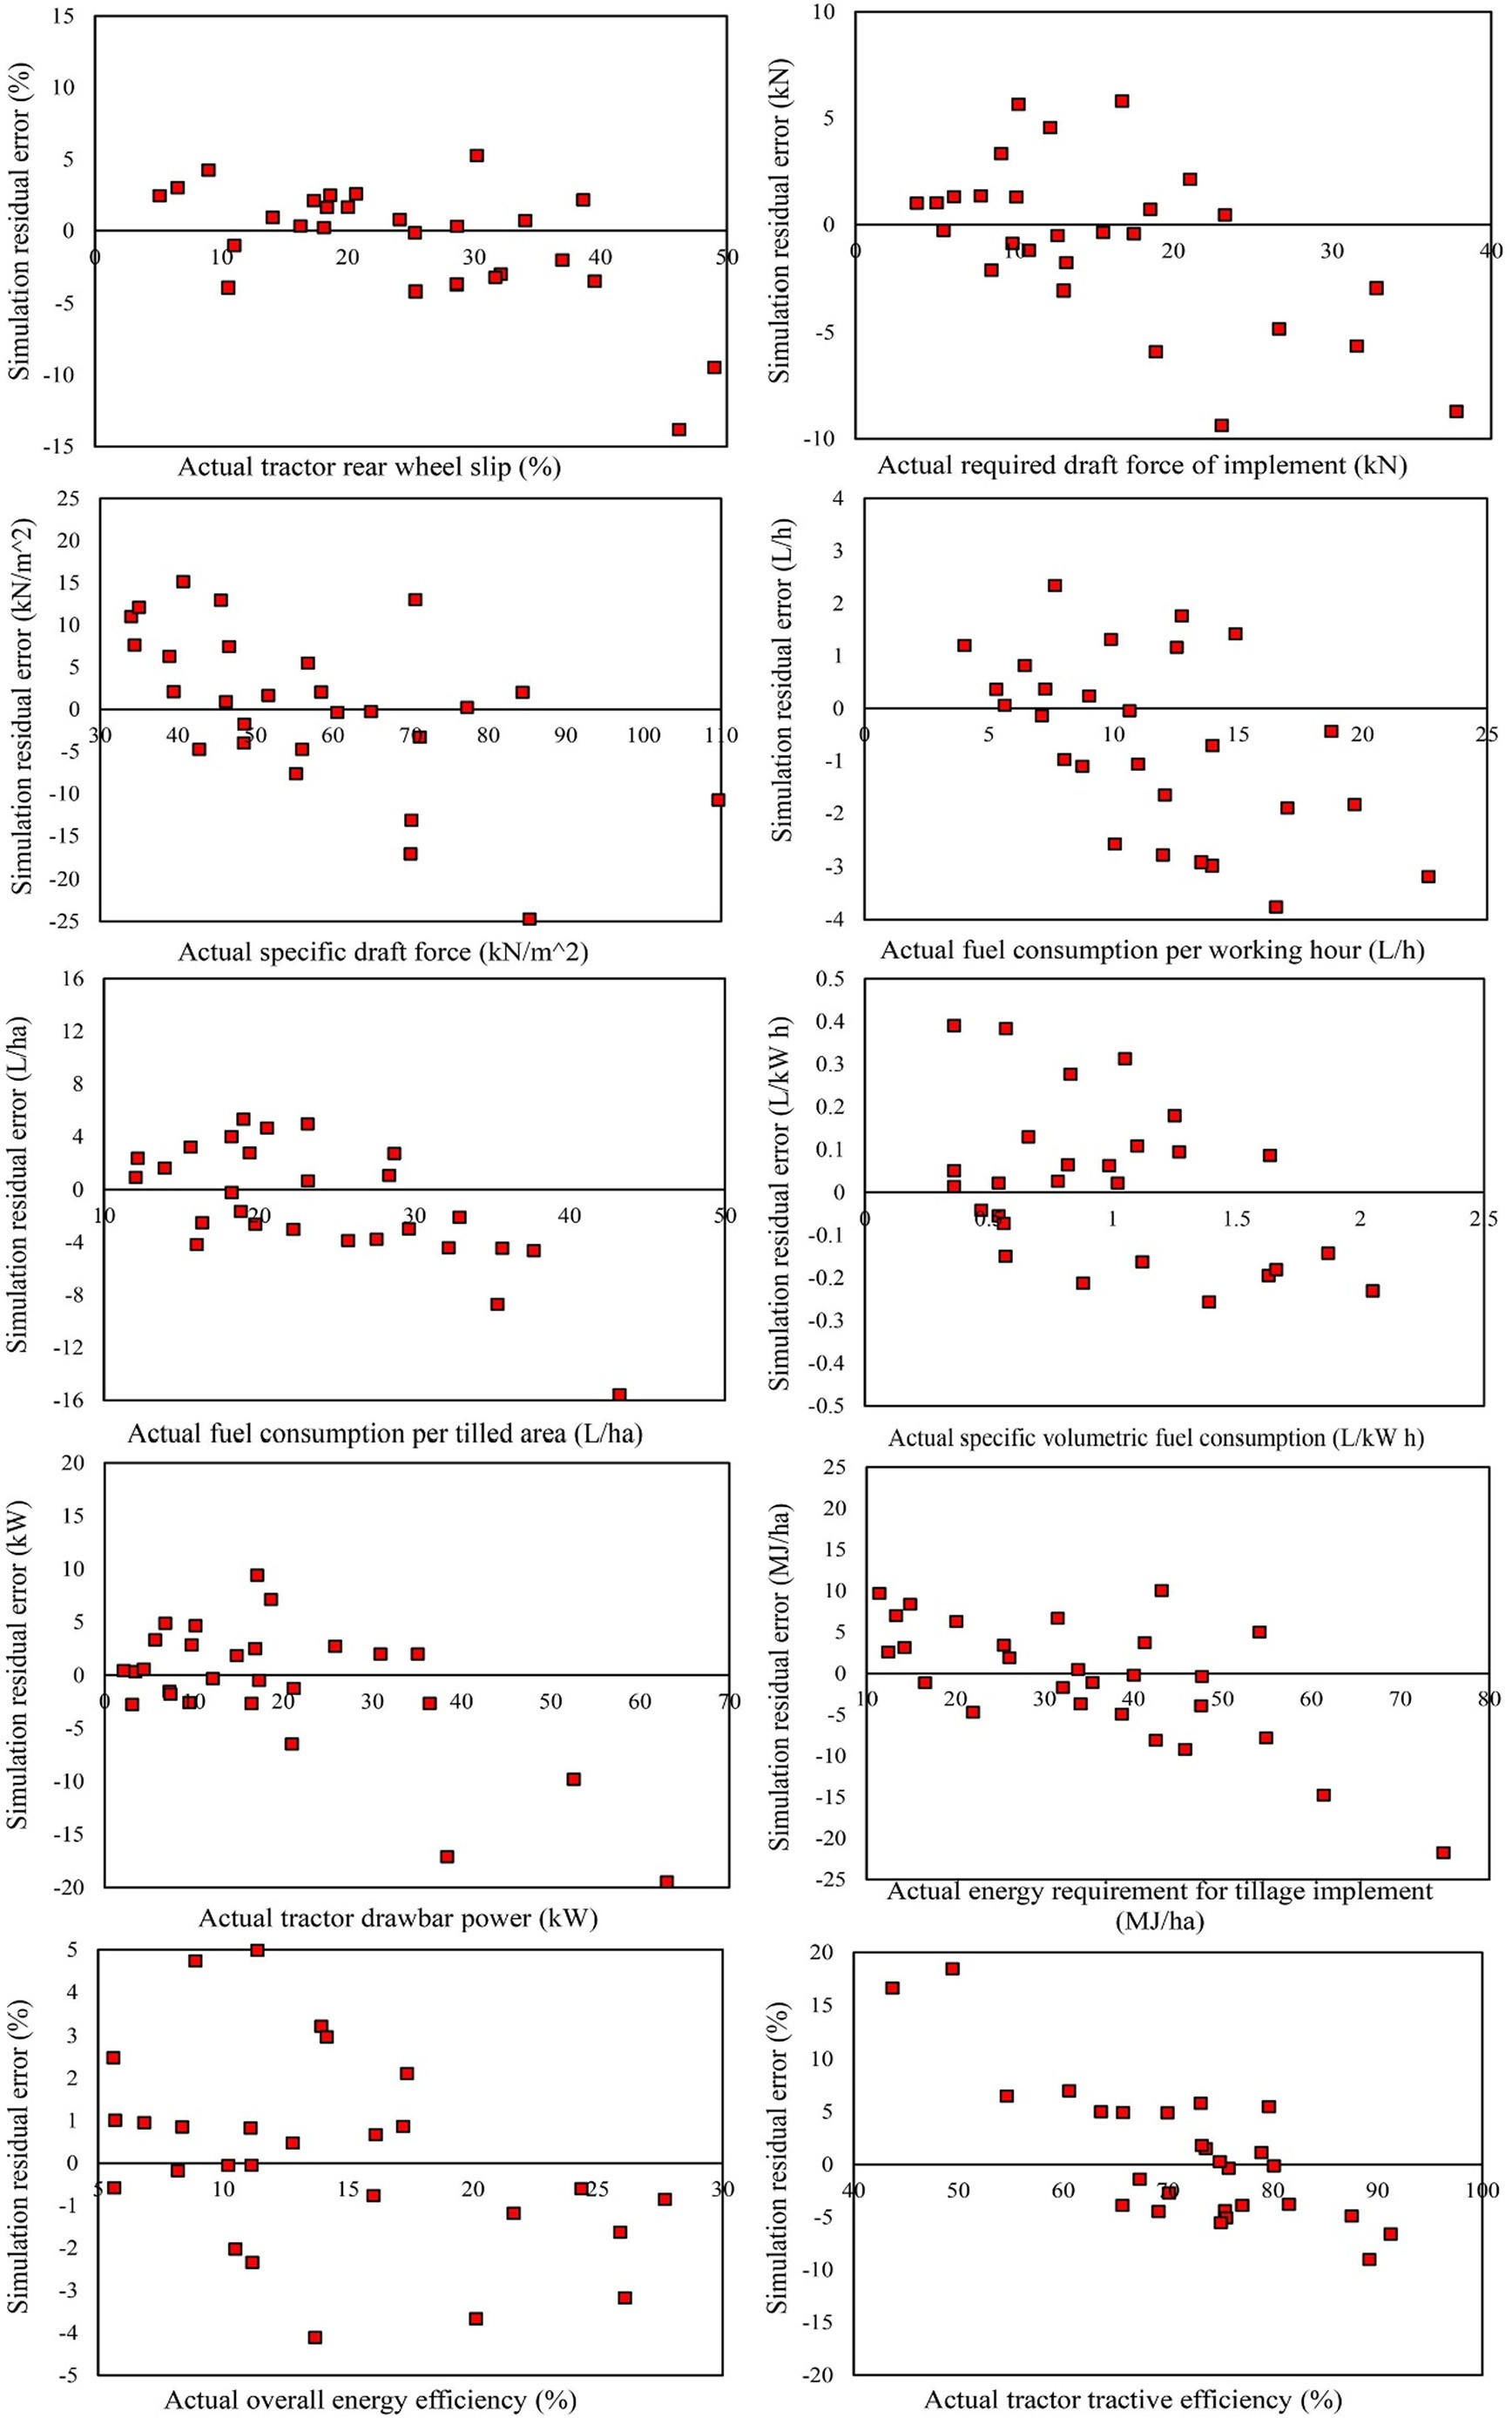 15
10
5
0
-5
-10
-15
0 10 20 30 40 50
Simulation residual error (%)
Actual tractor rear wheel slip (%)
10
5
0
-5
-10
0 10 20 30 40
Simulation residual error (kN)
Actual required draft force of implement (kN)
25
20
15
10
5
0
-5
-10
-15
-20
-25
30 40 50 60 70 80 90 100 110
Simulation residual error (kN/m^2)
Actual specific draft force (kN/m^2)
4
3
2
1
0
-1
-2
-3
-4
0 5 10 15 20 25
Simulation residual error (L/h)
Actual fuel consumption per working hour (L/h)
16
12
8
4
0
-4
-8
-12
-16
10 20 30 40 50
Simulation residual error (L/ha)
Actual fuel consumption per tilled area (L/ha)
0.5
0.4
0.3
0.2
0.1
0
-0.1
-0.2
-0.3
-0.4
-0.5
0 0.5 1 1.5 2 2.5
Simulation residual error (L/kW h)
Actual specific volumetric fuel consumption (L/kW h)
20
15
10
5
0
-5
-10
-15
-20
0 10 20 30 40 50 60 70
Simulation residual error (kW)
Actual tractor drawbar power (kW)
25
20
15
10
5
0
-5
-10
-15
-20
-25
10 20 30 40 50 60 70 80
Simulation residual error (MJ/ha)
Actual energy requirement for tillage implement
(MJ/ha)
5
4
3
2
1
0
-1
-2
-3
-4
-5
5 10 15 20 25 30
Simulation residual error (%)
Actual overall energy efficiency (%)
20
15
10
5
0
-5
-10
-15
-20
40 50 60 70 80 90 100
Simulation residual error (%)
Actual tractor tractive efficiency (%)